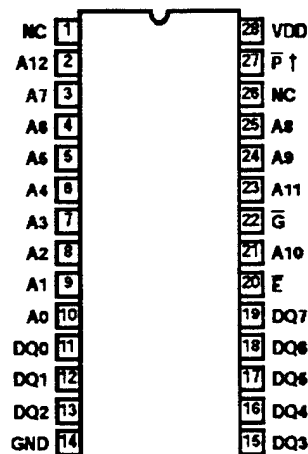 NC 1 28 VDD
A12 2 27 P̅ †
A7 3 26 NC
A6 4 25 A8
A5 5 24 A9
A4 6 23 A11
A3 7 22 G̅
A2 8 21 A10
A1 9 20 E̅
A0 10 19 DQ7
DQ0 11 18 DQ6
DQ1 12 17 DQ5
DQ2 13 16 DQ4
GND 14 15 DQ3